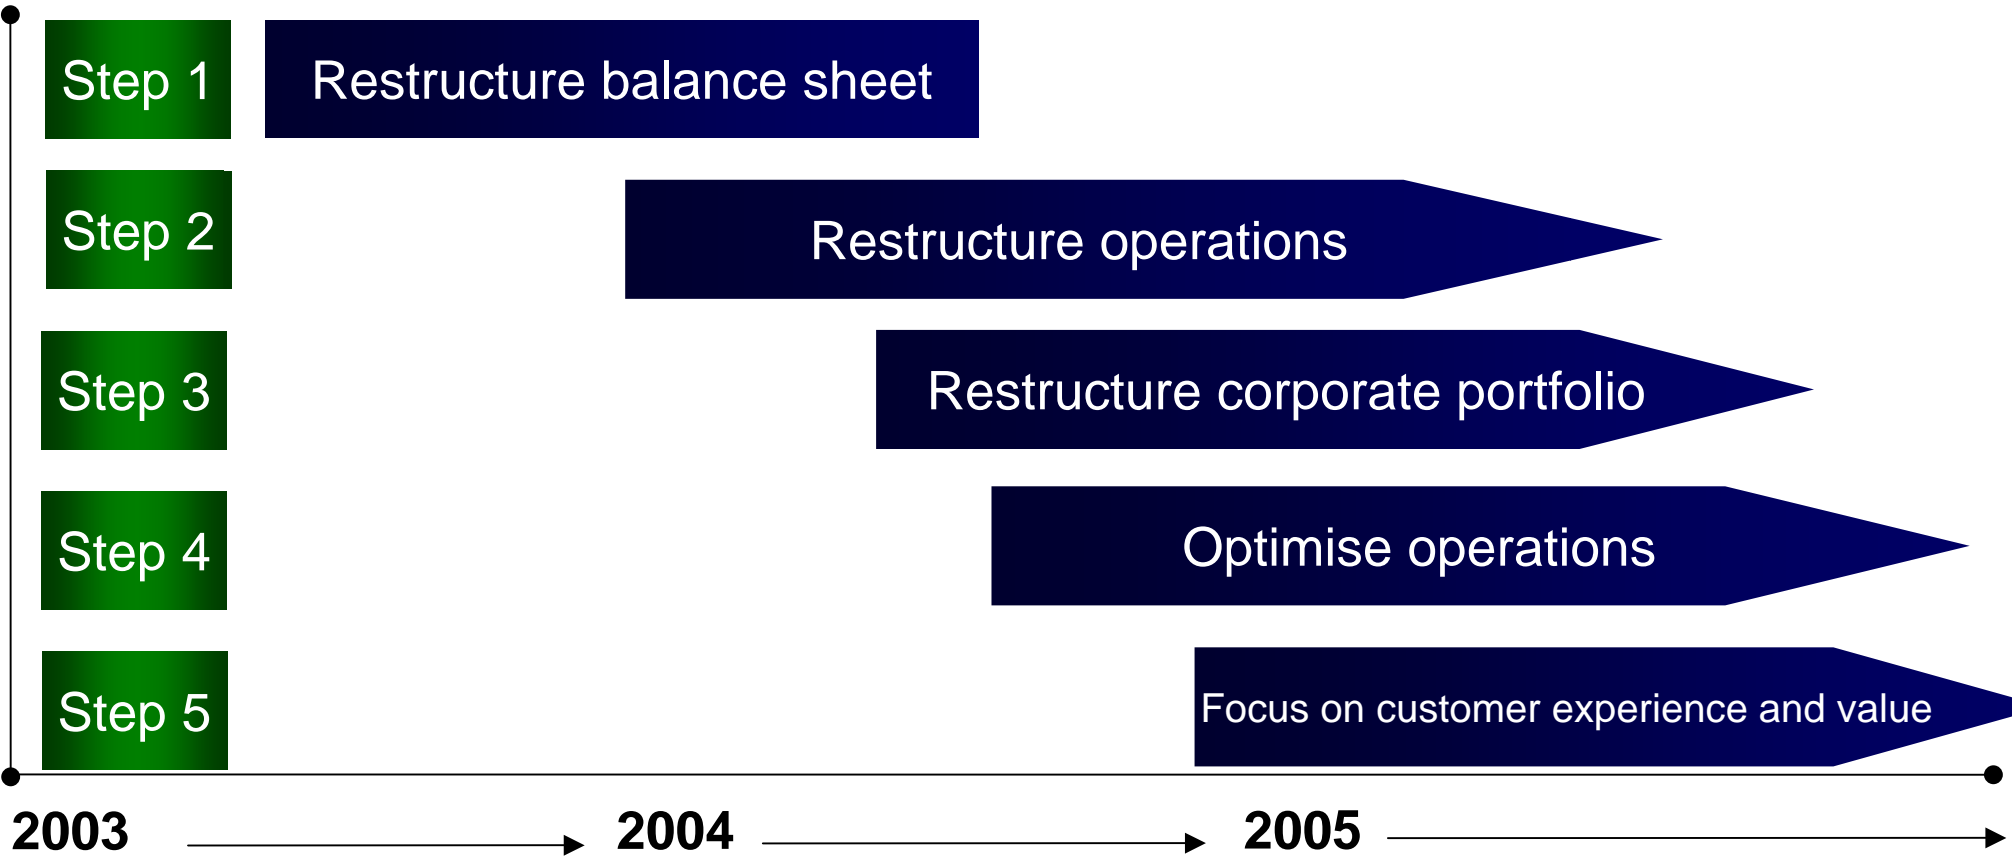 Step 1
Restructure balance sheet
Step 2
Restructure operations
Step 3
Restructure corporate portfolio
Step 4
Optimise operations
Step 5
Focus on customer experience and value
2003
2004
2005